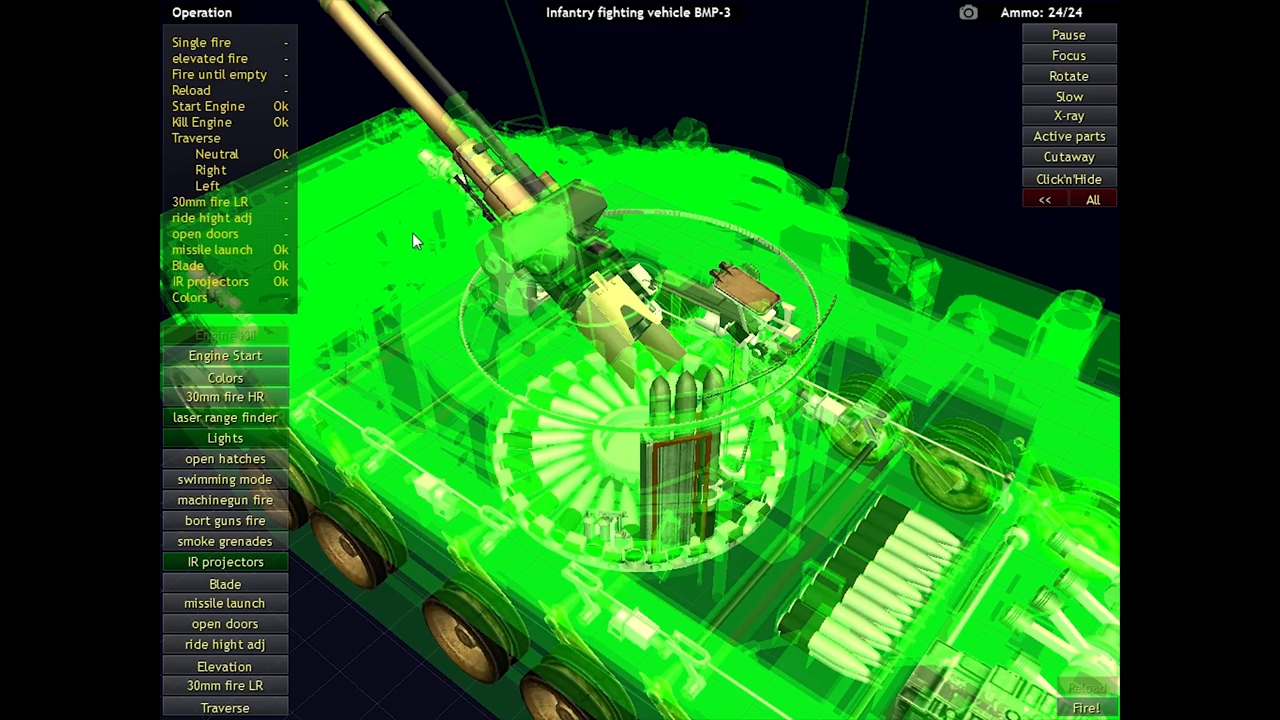 Operation
Infantry fighting vehicle BMP-3
Ammo: 24/24
Single fire -
elevated fire -
Fire until empty -
Reload -
Start Engine Ok
Kill Engine Ok
Traverse
Neutral Ok
Right -
Left -
30mm fire LR -
ride hight adj -
open doors -
missile launch Ok
Blade Ok
IR projectors Ok
Colors -
Engine Kill
Engine Start
Colors
30mm fire HR
laser range finder
Lights
open hatches
swimming mode
machinegun fire
bort guns fire
smoke grenades
IR projectors
Blade
missile launch
open doors
ride hight adj
Elevation
30mm fire LR
Traverse
Pause
Focus
Rotate
Slow
X-ray
Active parts
Cutaway
Click'n'Hide
<< All
Reload
Fire!